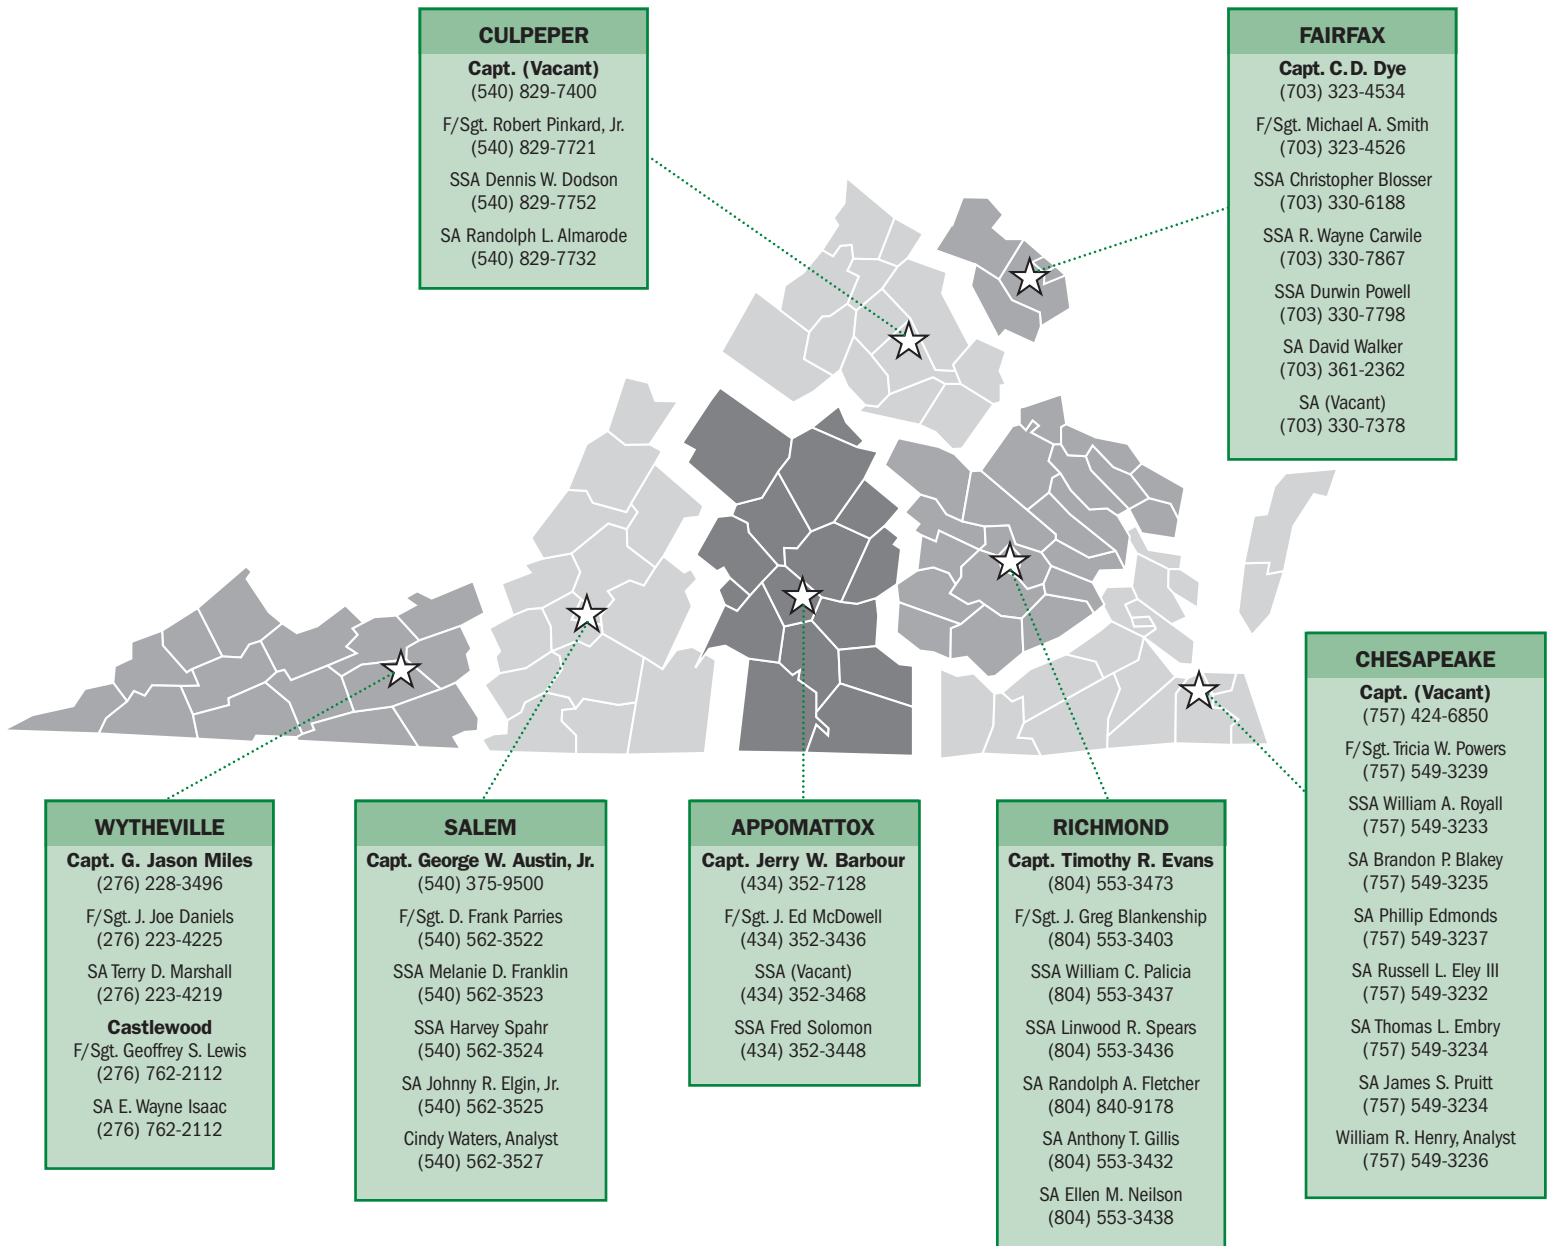 CULPEPER
Capt. (Vacant)
(540) 829-7400
F/Sgt. Robert Pinkard, Jr.
(540) 829-7721
SSA Dennis W. Dodson
(540) 829-7752
SA Randolph L. Almarode
(540) 829-7732
FAIRFAX
Capt. C.D. Dye
(703) 323-4534
F/Sgt. Michael A. Smith
(703) 323-4526
SSA Christopher Blosser
(703) 330-6188
SSA R. Wayne Carwile
(703) 330-7867
SSA Durwin Powell
(703) 330-7798
SA David Walker
(703) 361-2362
SA (Vacant)
(703) 330-7378
WYTHEVILLE
Capt. G. Jason Miles
(276) 228-3496
F/Sgt. J. Joe Daniels
(276) 223-4225
SA Terry D. Marshall
(276) 223-4219
Castlewood
F/Sgt. Geoffrey S. Lewis
(276) 762-2112
SA E. Wayne Isaac
(276) 762-2112
SALEM
Capt. George W. Austin, Jr.
(540) 375-9500
F/Sgt. D. Frank Parries
(540) 562-3522
SSA Melanie D. Franklin
(540) 562-3523
SSA Harvey Spahr
(540) 562-3524
SA Johnny R. Elgin, Jr.
(540) 562-3525
Cindy Waters, Analyst
(540) 562-3527
APPOMATTOX
Capt. Jerry W. Barbour
(434) 352-7128
F/Sgt. J. Ed McDowell
(434) 352-3436
SSA (Vacant)
(434) 352-3468
SSA Fred Solomon
(434) 352-3448
RICHMOND
Capt. Timothy R. Evans
(804) 553-3473
F/Sgt. J. Greg Blankenship
(804) 553-3403
SSA William C. Palicia
(804) 553-3437
SSA Linwood R. Spears
(804) 553-3436
SA Randolph A. Fletcher
(804) 840-9178
SA Anthony T. Gillis
(804) 553-3432
SA Ellen M. Neilson
(804) 553-3438
CHESAPEAKE
Capt. (Vacant)
(757) 424-6850
F/Sgt. Tricia W. Powers
(757) 549-3239
SSA William A. Royall
(757) 549-3233
SA Brandon P. Blakey
(757) 549-3235
SA Phillip Edmonds
(757) 549-3237
SA Russell L. Eley III
(757) 549-3232
SA Thomas L. Embry
(757) 549-3234
SA James S. Pruitt
(757) 549-3234
William R. Henry, Analyst
(757) 549-3236